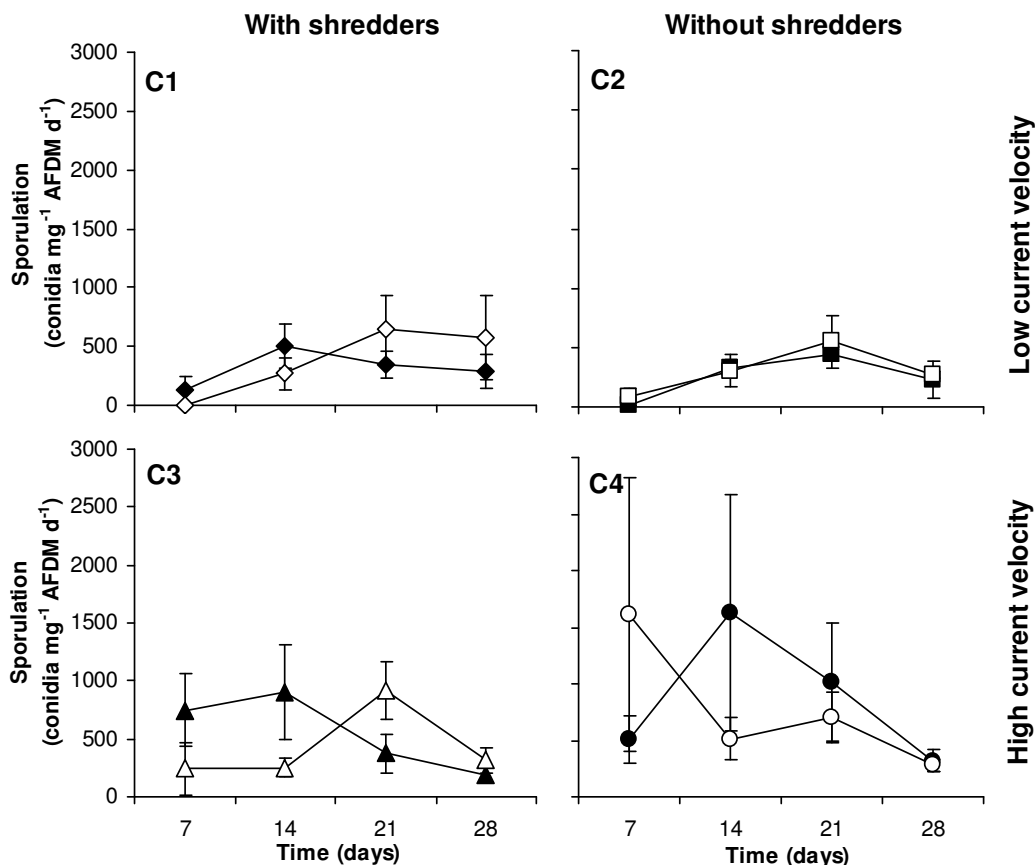 With shredders
Without shredders
C1
C2
Low current velocity
Sporulation
(conidia mg⁻¹ AFDM d⁻¹)
3000
2500
2000
1500
1000
500
0
C3
C4
High current velocity
Sporulation
(conidia mg⁻¹ AFDM d⁻¹)
3000
2500
2000
1500
1000
500
0
7 14 21 28
7 14 21 28
Time (days)
Time (days)